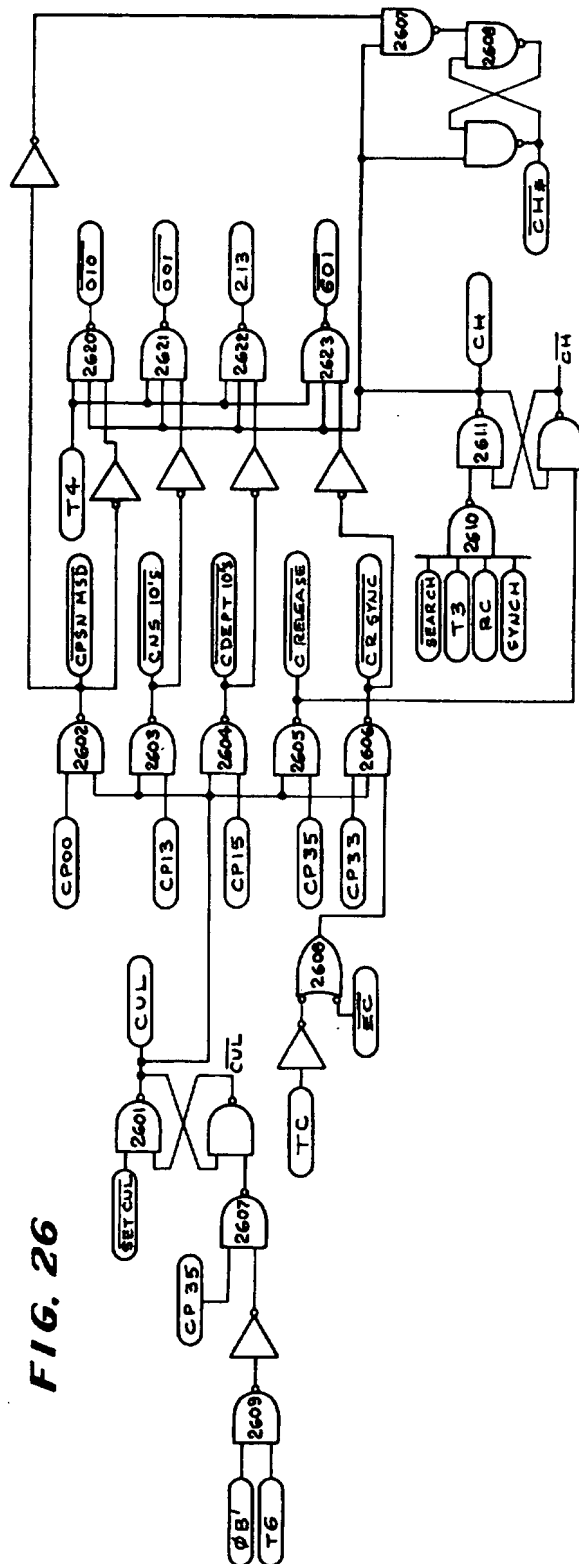 FIG. 26
ØB'
T6
2609
CP 35
2607
SET CUL
2601
CUL
CUL
TC
EC
2608
CP00
CP13
CP15
CP35
CP33
2602
2603
2604
2605
2606
CPSN MSD
CNS 10'S
CDEPT 10'S
C RELEASE
CR SYNC
T4
2620
2621
2622
2623
010
001
213
601
SEARCH
T3
RC
SYNCH
2610
2611
CH
CH
2607
2608
CH$